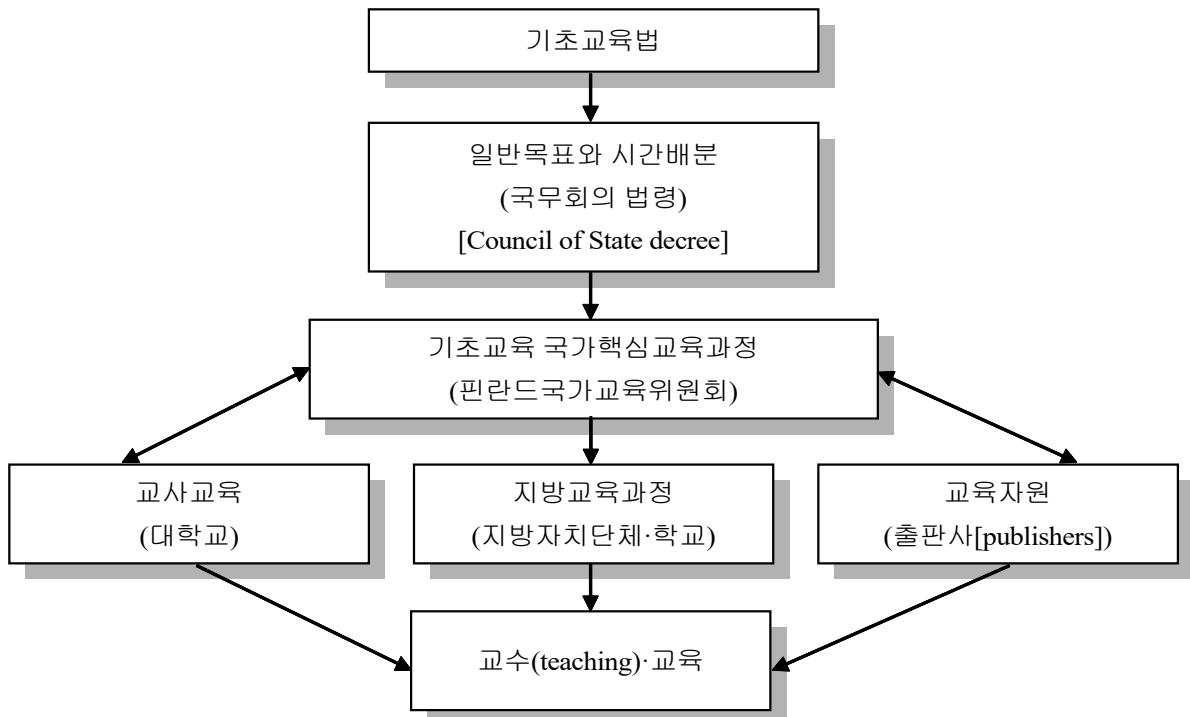 기초교육법
일반목표와 시간배분
(국무회의 법령)
[Council of State decree]
기초교육 국가핵심교육과정
(핀란드국가교육위원회)
교사교육
(대학교)
지방교육과정
(지방자치단체·학교)
교육자원
(출판사[publishers])
교수(teaching)·교육